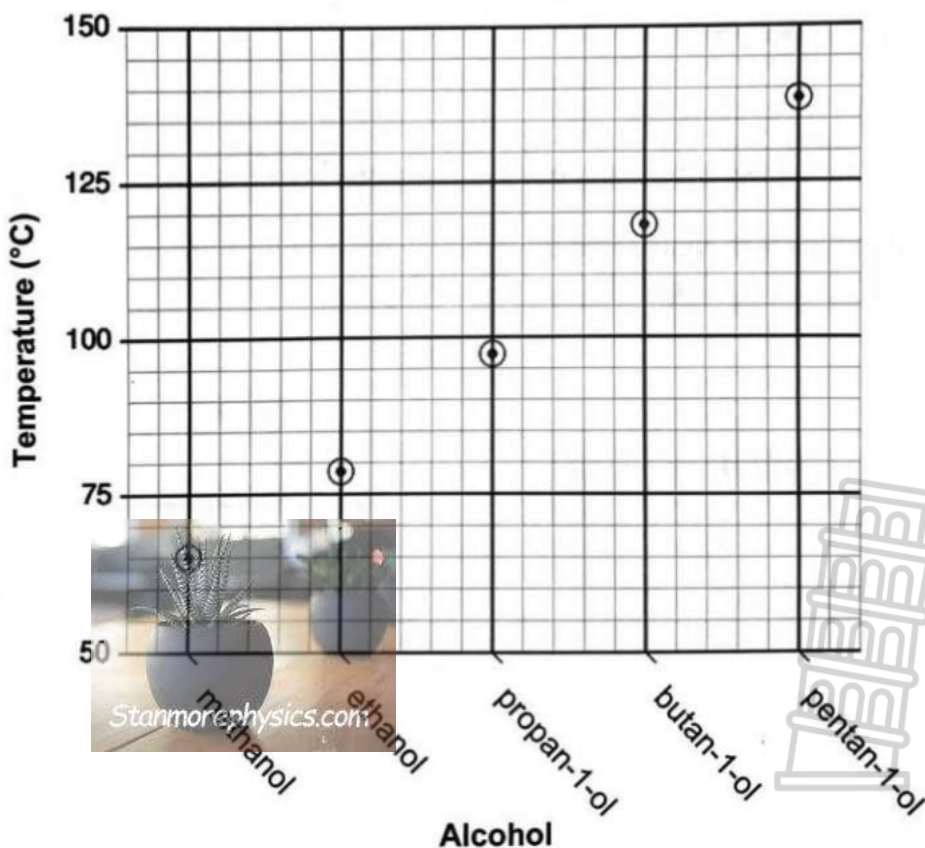 150
125
100
75
50
Temperature (°C)
Stanmorephysics.com
methanol
ethanol
propan-1-ol
butan-1-ol
pentan-1-ol
Alcohol